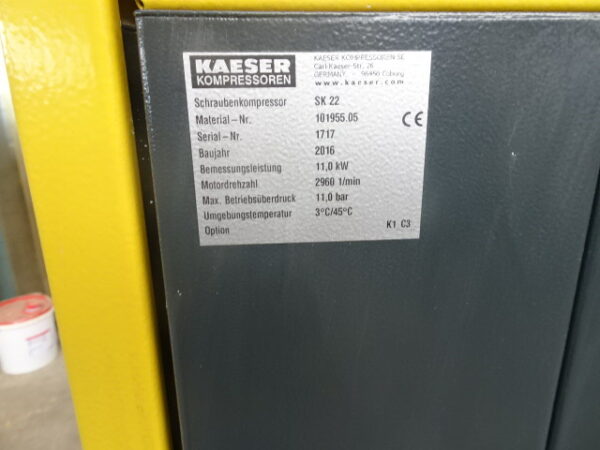 KAESER
KOMPRESSOREN
KAESER KOMPRESSOREN SE
Carl-Kaeser-Str. 26
GERMANY - 96450 Coburg
www.kaeser.com
Schraubenkompressor SK 22
Material-Nr. 101955.05
Serial-Nr. 1717
Baujahr 2016
Bemessungsleistung 11,0 kW
Motordrehzahl 2960 1/min
Max. Betriebsüberdruck 11,0 bar
Umgebungstemperatur 3°C/45°C
Option K1 C3
CE